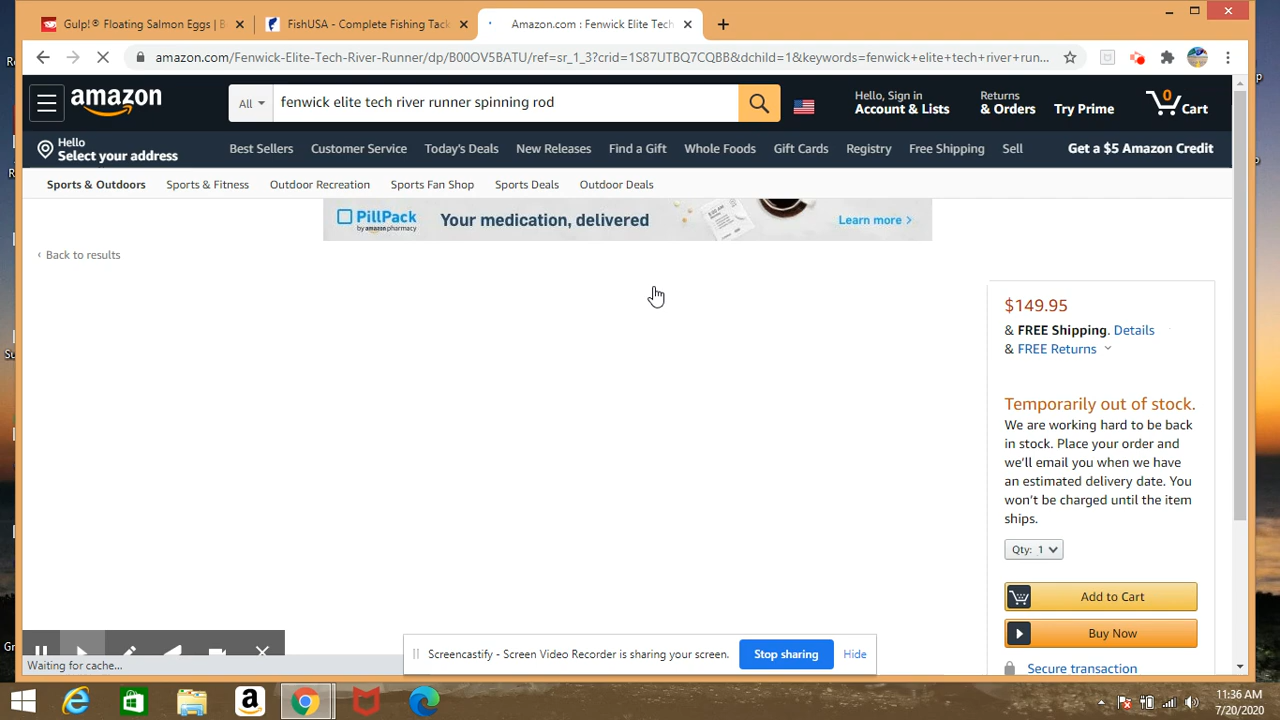 Gulp!® Floating Salmon Eggs | B
FishUSA - Complete Fishing Tack
Amazon.com : Fenwick Elite Tech
amazon.com/Fenwick-Elite-Tech-River-Runner/dp/B00OV5BATU/ref=sr_1_3?crid=1S87UTBQ7CQBB&dchild=1&keywords=fenwick+elite+tech+river+run...
amazon
All
fenwick elite tech river runner spinning rod
Hello, Sign in
Account & Lists
Returns
& Orders
Try Prime
0
Cart
Hello
Select your address
Best Sellers
Customer Service
Today's Deals
New Releases
Find a Gift
Whole Foods
Gift Cards
Registry
Free Shipping
Sell
Get a $5 Amazon Credit
Sports & Outdoors
Sports & Fitness
Outdoor Recreation
Sports Fan Shop
Sports Deals
Outdoor Deals
PillPack
by amazon pharmacy
Your medication, delivered
Learn more >
‹ Back to results
$149.95
& FREE Shipping. Details
& FREE Returns
Temporarily out of stock.
We are working hard to be back
in stock. Place your order and
we'll email you when we have
an estimated delivery date. You
won't be charged until the item
ships.
Qty: 1
Add to Cart
Buy Now
Secure transaction
Screencastify - Screen Video Recorder is sharing your screen.
Stop sharing
Hide
Waiting for cache...
11:36 AM
7/20/2020